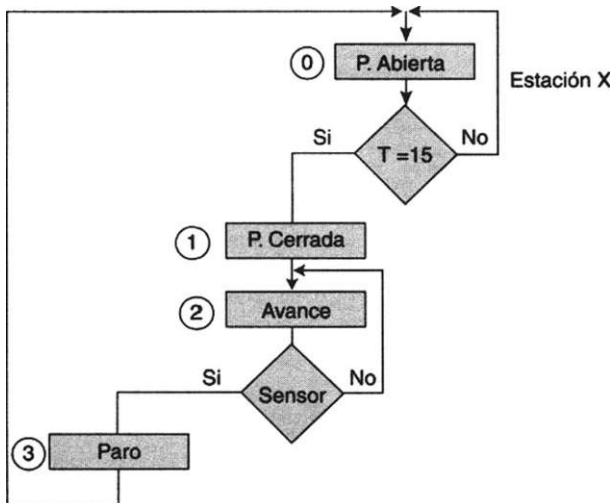 0
P. Abierta
Estación X
Si
T =15
No
1
P. Cerrada
2
Avance
Si
Sensor
No
3
Paro